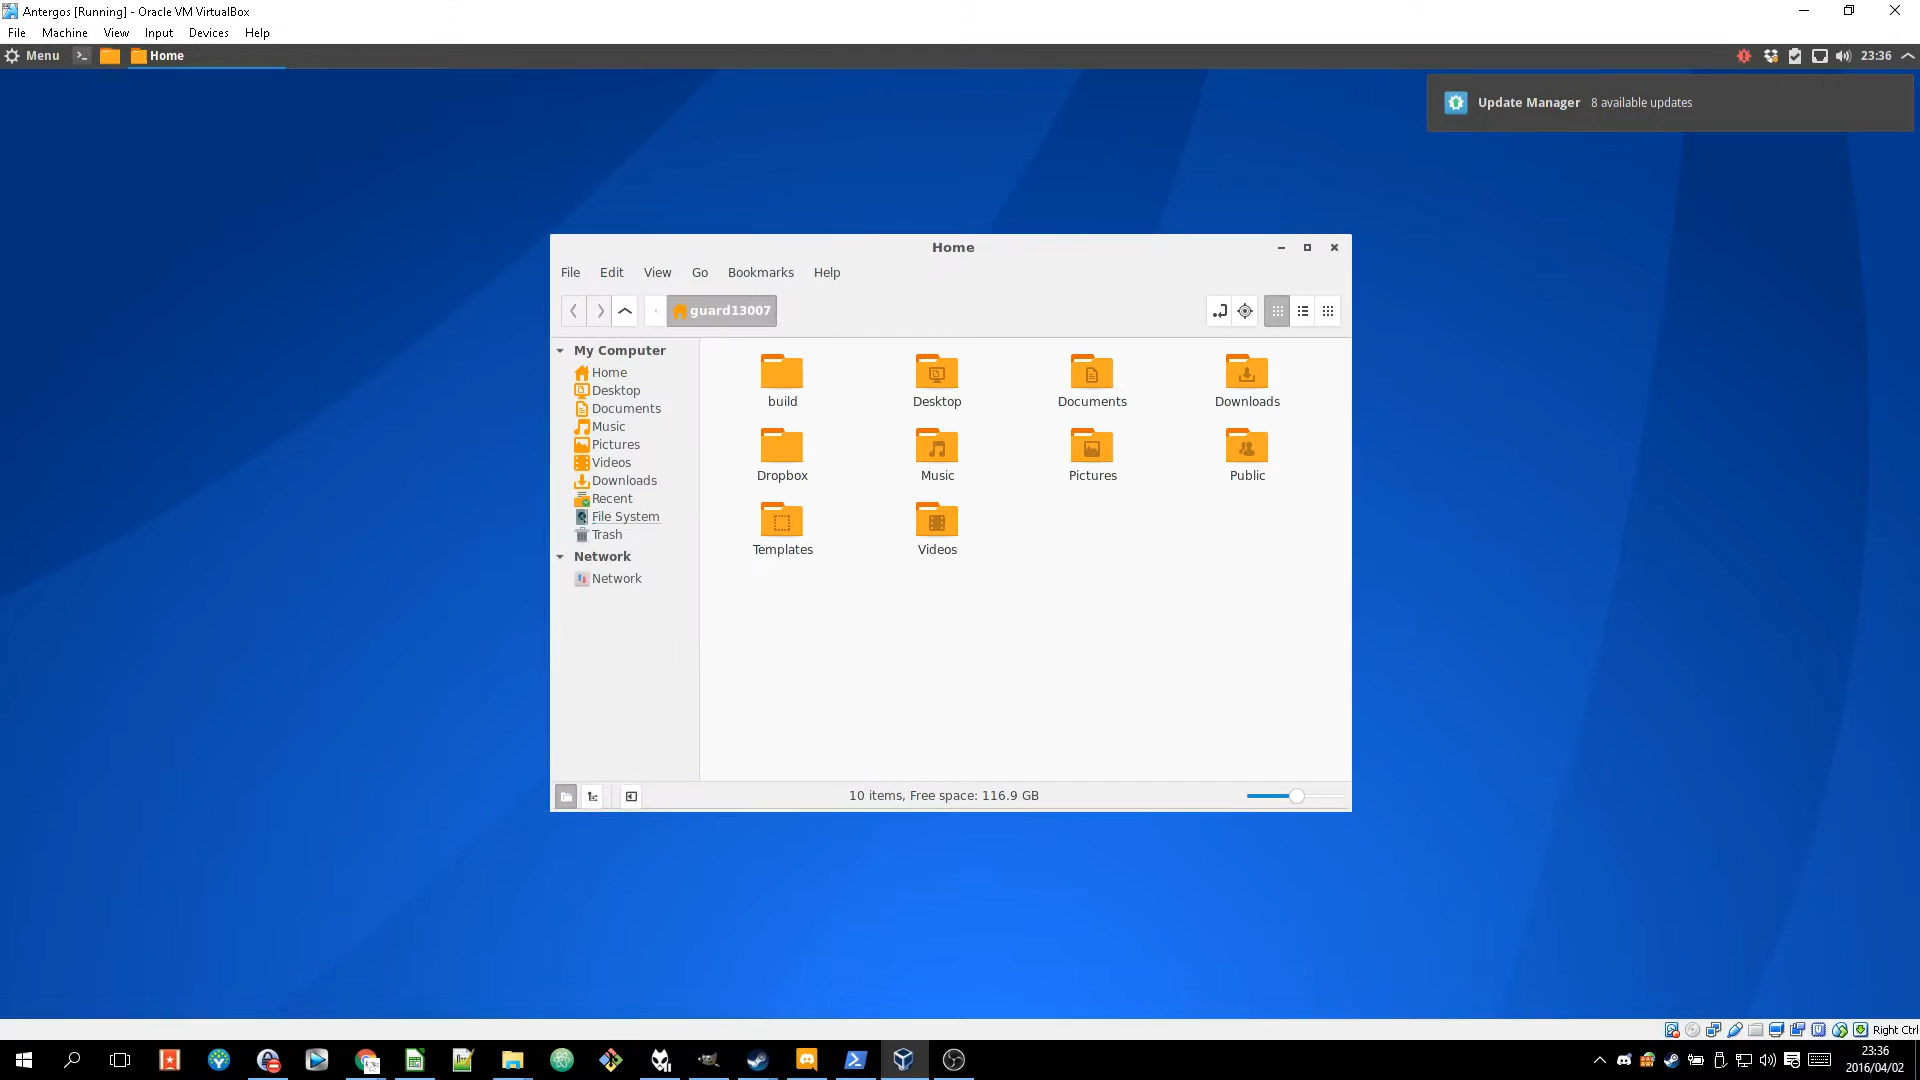 Antergos [Running] - Oracle VM VirtualBox
File Machine View Input Devices Help
Menu Home 23:36
Update Manager 8 available updates
Home
File Edit View Go Bookmarks Help
guard13007
My Computer
Home
Desktop
Documents
Music
Pictures
Videos
Downloads
Recent
File System
Trash
Network
Network
build Desktop Documents Downloads
Dropbox Music Pictures Public
Templates Videos
10 items, Free space: 116.9 GB
Right Ctrl
23:36
2016/04/02